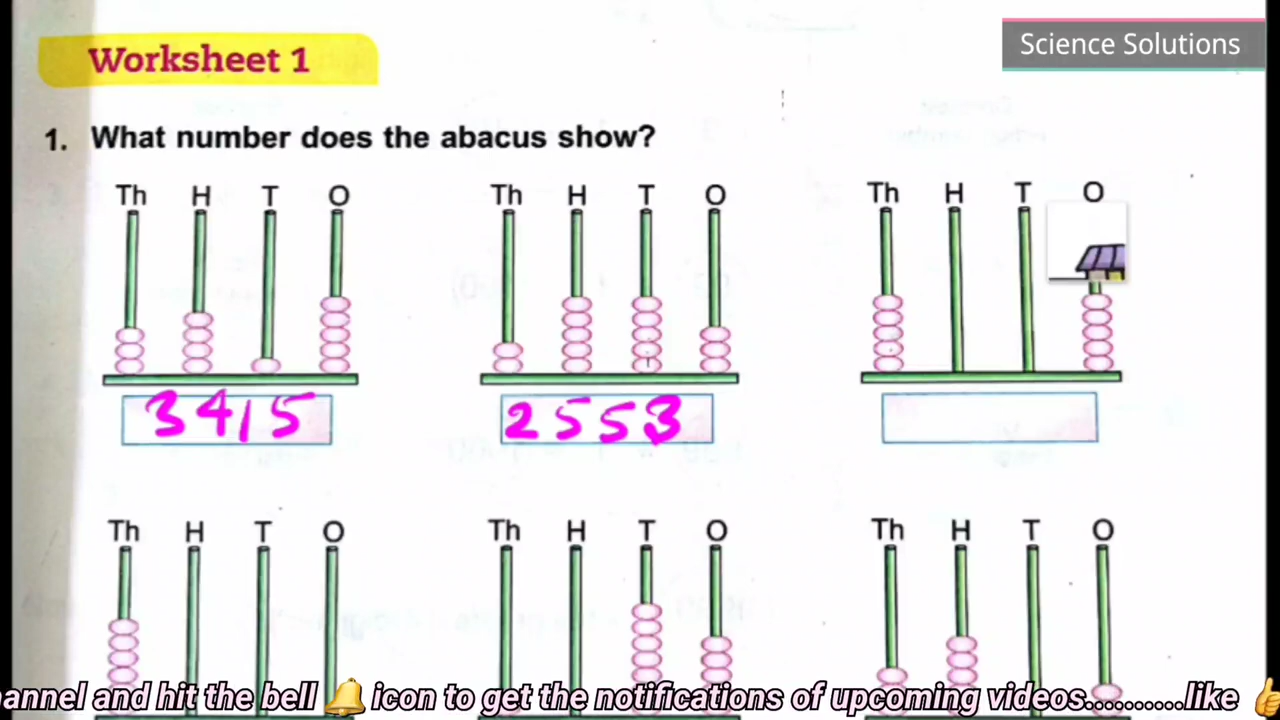 Science Solutions
Worksheet 1
1. What number does the abacus show?
Th H T O
Th H T O
Th H T O
3415
2553
Th H T O
Th H T O
Th H T O
hannel and hit the bell 🔔 icon to get the notifications of upcoming videos..........like 👍